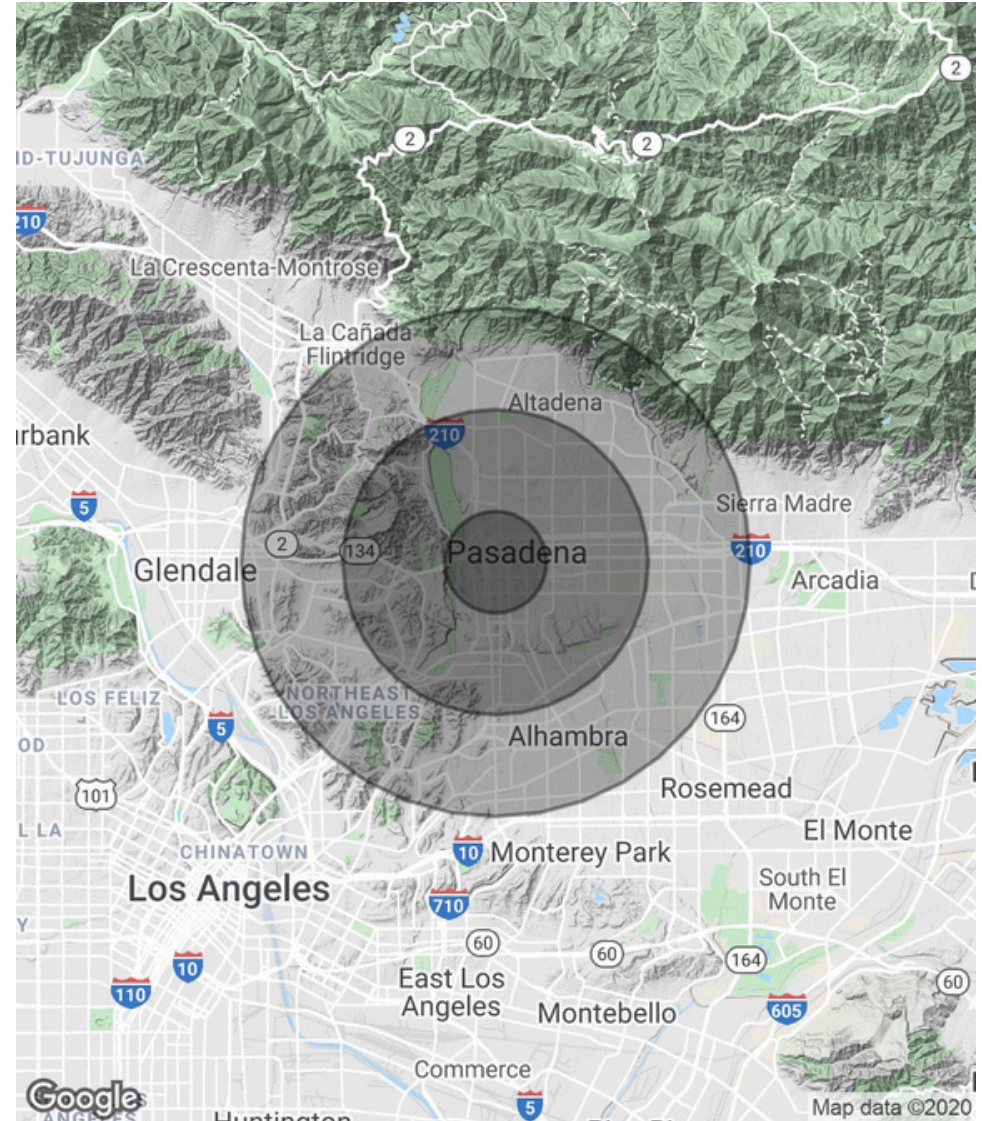 2
2
2
ID-TUJUNGA
210
La Crescenta-Montrose
La Cañada
Flintridge
Altadena
210
urbank
5
Sierra Madre
2
134
Pasadena
210
Glendale
Arcadia
LOS FELIZ
NORTHEAST
LOS ANGELES
5
164
Alhambra
OD
101
Rosemead
L LA
El Monte
CHINATOWN
10
Monterey Park
Los Angeles
South El
Monte
710
Y
60
60
164
10
East Los
Angeles
60
110
Montebello
605
Commerce
Google
5
Map data ©2020
ANGELES
Huntington